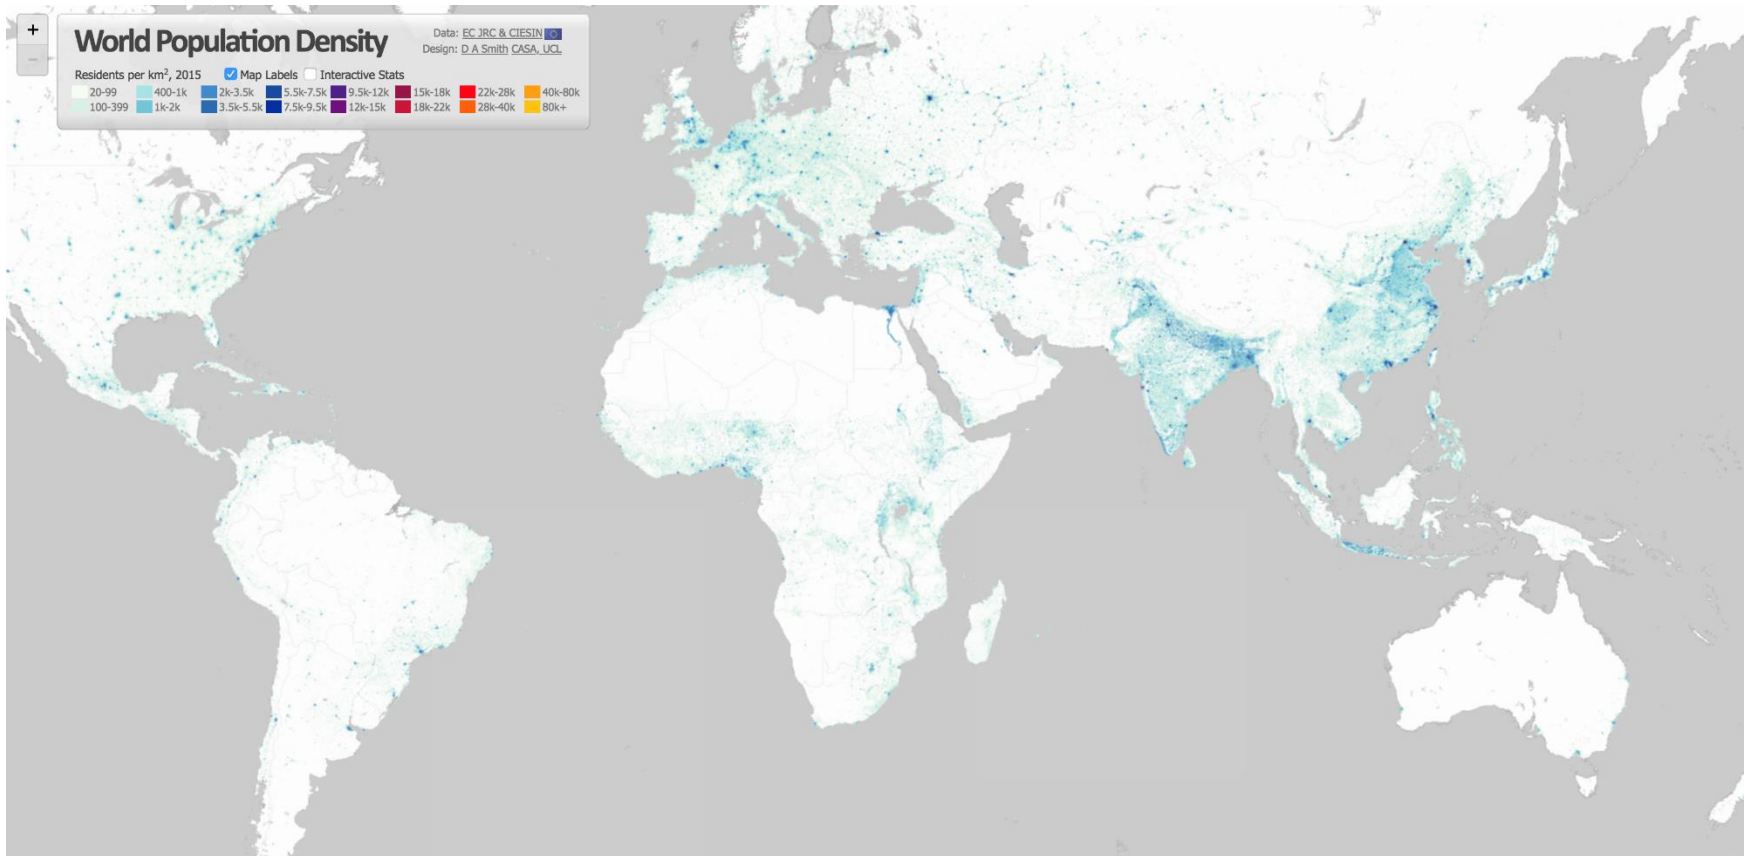 +
−
World Population Density
Data: EC JRC & CIESIN
Design: D A Smith CASA, UCL
Residents per km², 2015 Map Labels Interactive Stats
20-99 400-1k 2k-3.5k 5.5k-7.5k 9.5k-12k 15k-18k 22k-28k 40k-80k
100-399 1k-2k 3.5k-5.5k 7.5k-9.5k 12k-15k 18k-22k 28k-40k 80k+